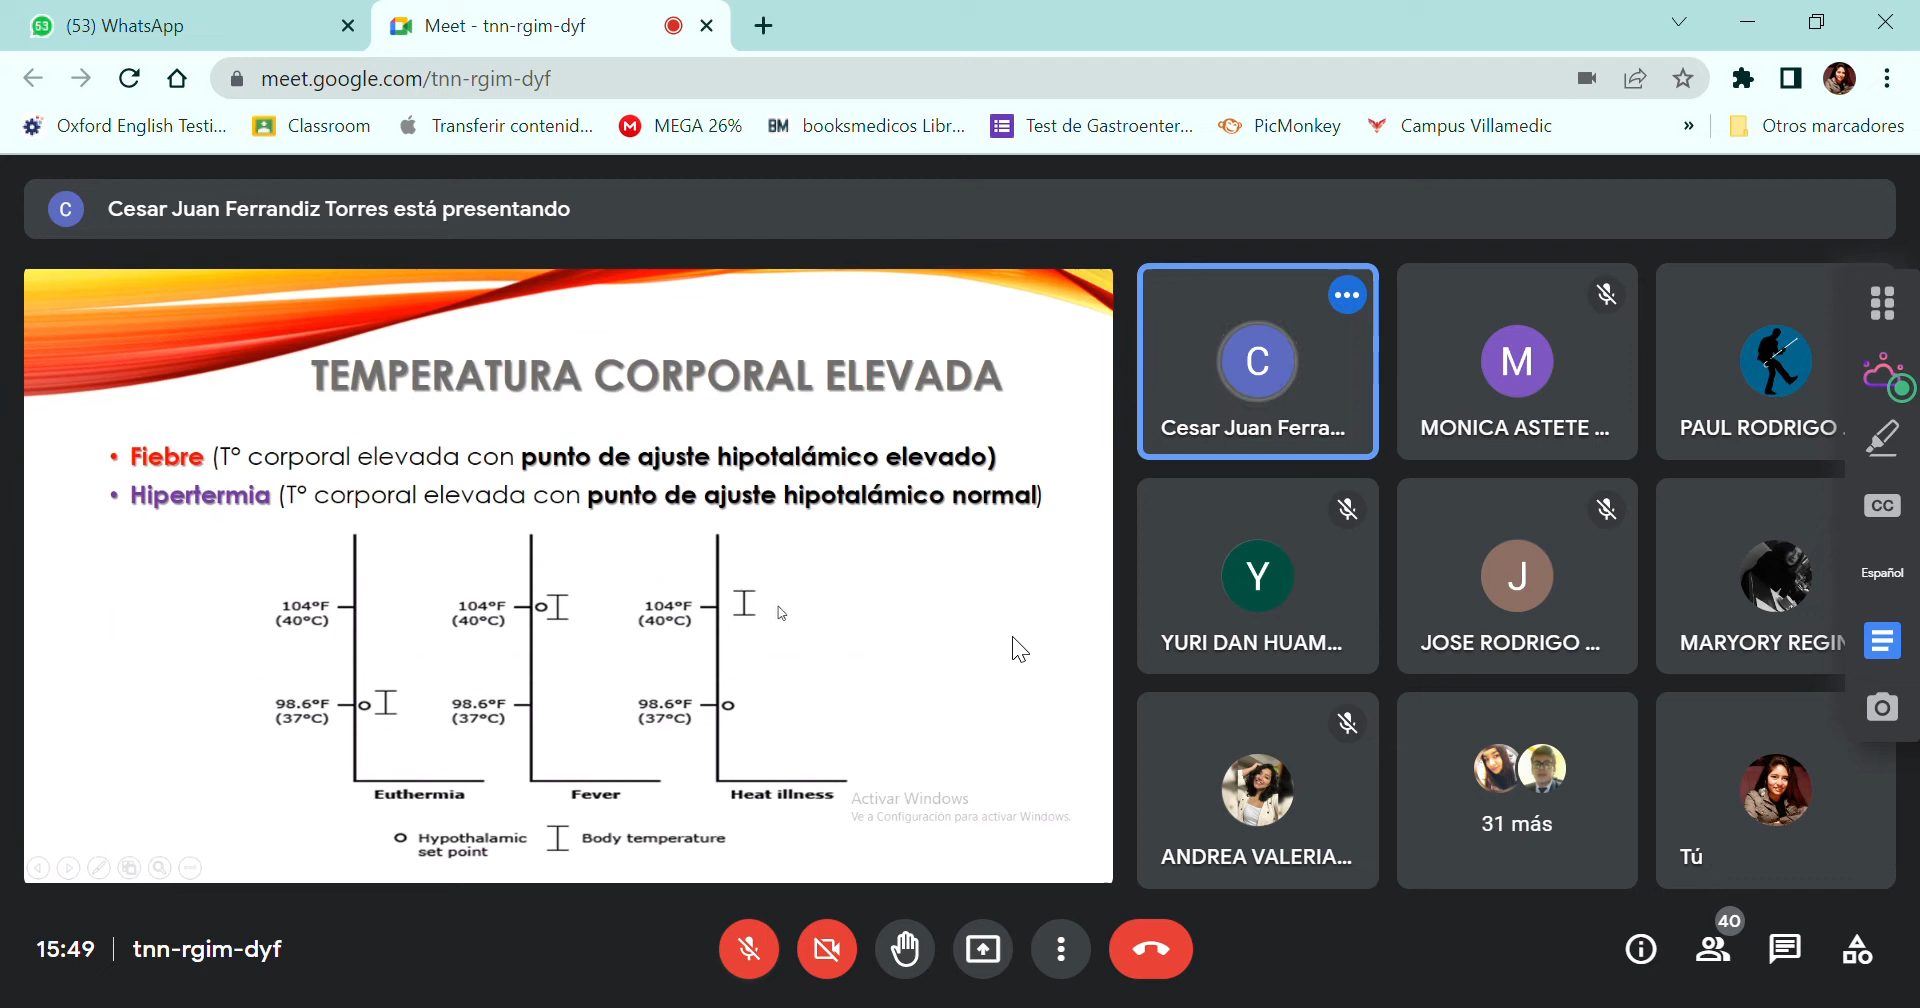 (53) WhatsApp
Meet - tnn-rgim-dyf
meet.google.com/tnn-rgim-dyf
Oxford English Testi...
Classroom
Transferir contenid...
MEGA 26%
BM booksmedicos Libr...
Test de Gastroenter...
PicMonkey
Campus Villamedic
»
Otros marcadores
C Cesar Juan Ferrandiz Torres está presentando
TEMPERATURA CORPORAL ELEVADA
• Fiebre (T° corporal elevada con punto de ajuste hipotalámico elevado)
• Hipertermia (T° corporal elevada con punto de ajuste hipotalámico normal)
104°F
(40°C)
98.6°F
(37°C)
Euthermia
104°F
(40°C)
98.6°F
(37°C)
Fever
104°F
(40°C)
98.6°F
(37°C)
Heat illness
Hypothalamic
set point
Body temperature
Activar Windows
Ve a Configuración para activar Windows.
C
Cesar Juan Ferra...
M
MONICA ASTETE ...
PAUL RODRIGO
Y
YURI DAN HUAM...
J
JOSE RODRIGO ...
MARYORY REGIN
ANDREA VALERIA...
31 más
Tú
CC
Español
15:49 | tnn-rgim-dyf
40